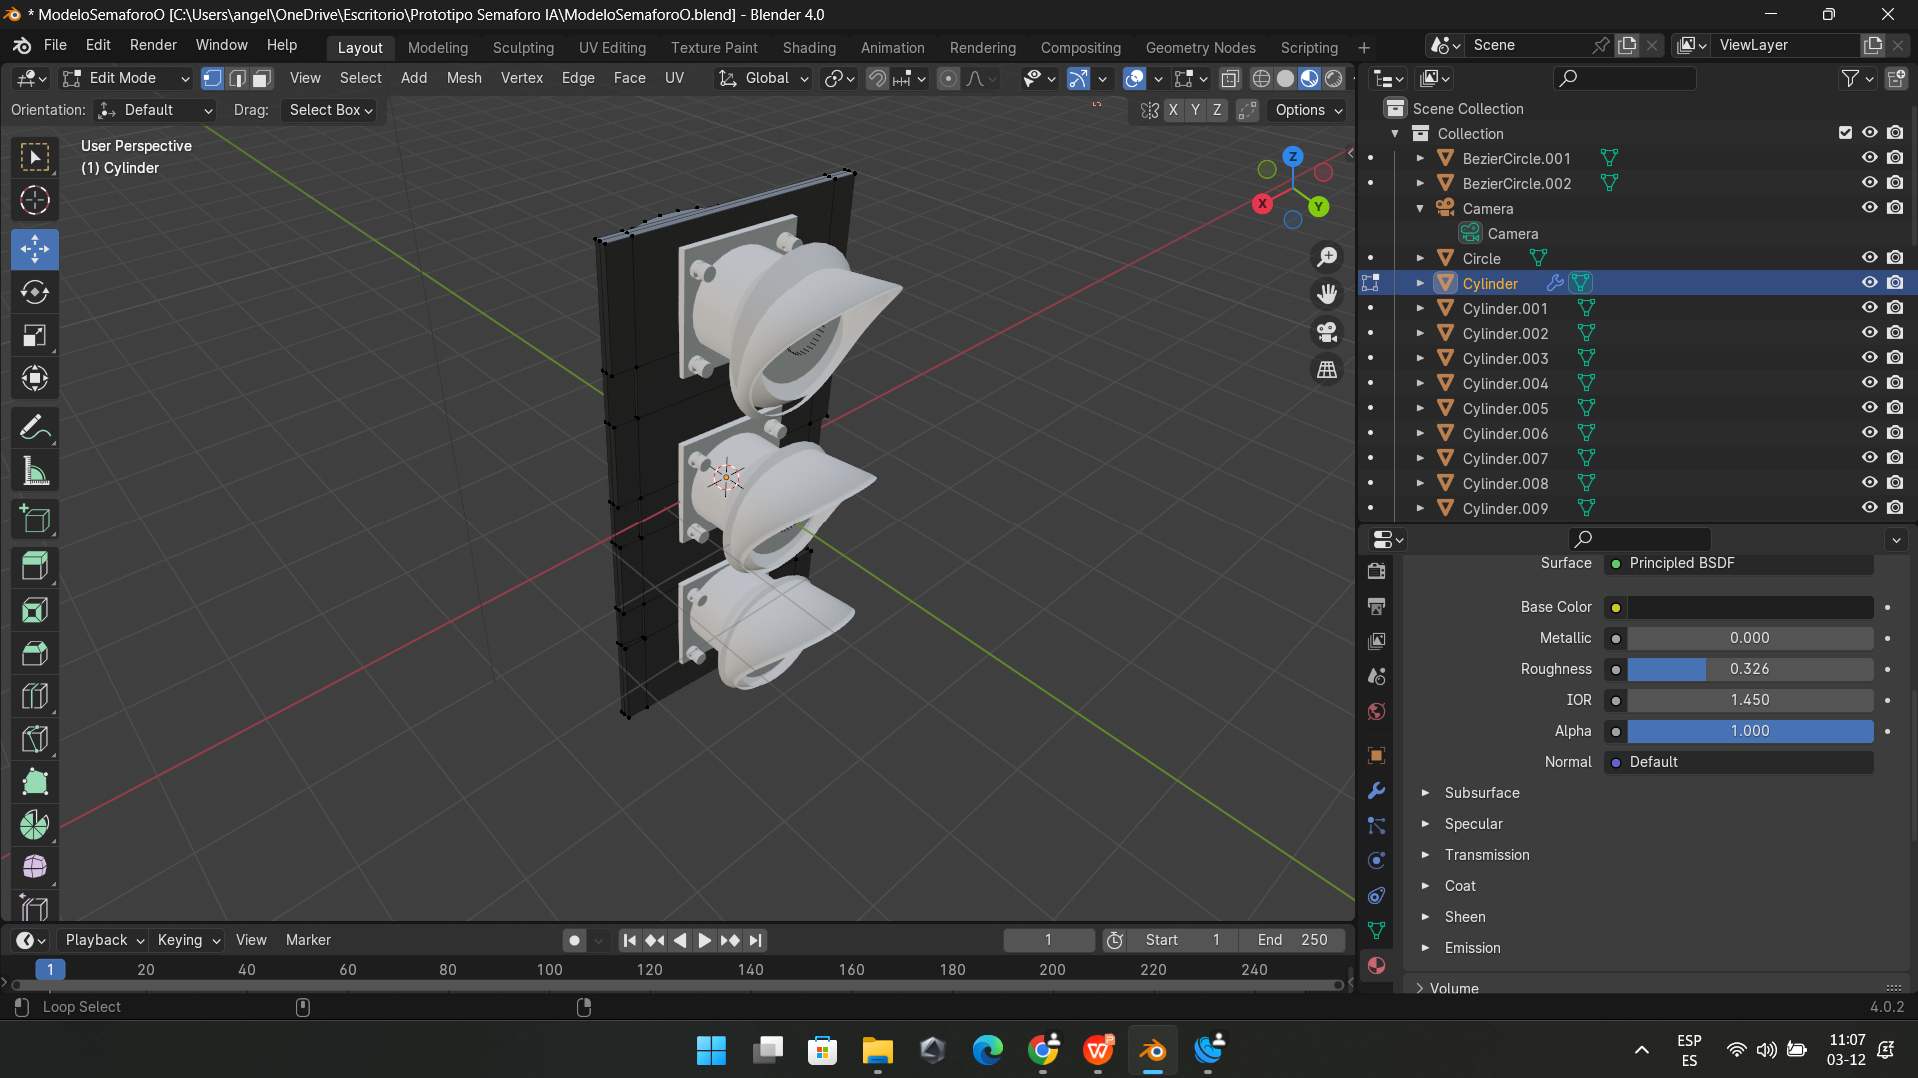 * ModeloSemaforoO [C:\Users\angel\OneDrive\Escritorio\Prototipo Semaforo IA\ModeloSemaforoO.blend] - Blender 4.0
File Edit Render Window Help Layout Modeling Sculpting UV Editing Texture Paint Shading Animation Rendering Compositing Geometry Nodes Scripting + Scene ViewLayer
Edit Mode View Select Add Mesh Vertex Edge Face UV Global
Orientation: Default Drag: Select Box X Y Z Options
User Perspective
(1) Cylinder
Z
X
Y
Scene Collection
Collection
BezierCircle.001
BezierCircle.002
Camera
Camera
Circle
Cylinder
Cylinder.001
Cylinder.002
Cylinder.003
Cylinder.004
Cylinder.005
Cylinder.006
Cylinder.007
Cylinder.008
Cylinder.009
Surface Principled BSDF
Base Color
Metallic 0.000
Roughness 0.326
IOR 1.450
Alpha 1.000
Normal Default
Subsurface
Specular
Transmission
Coat
Sheen
Emission
Volume
Playback Keying View Marker 1 Start 1 End 250
1 20 40 60 80 100 120 140 160 180 200 220 240
Loop Select 4.0.2
ESP
ES
11:07
03-12